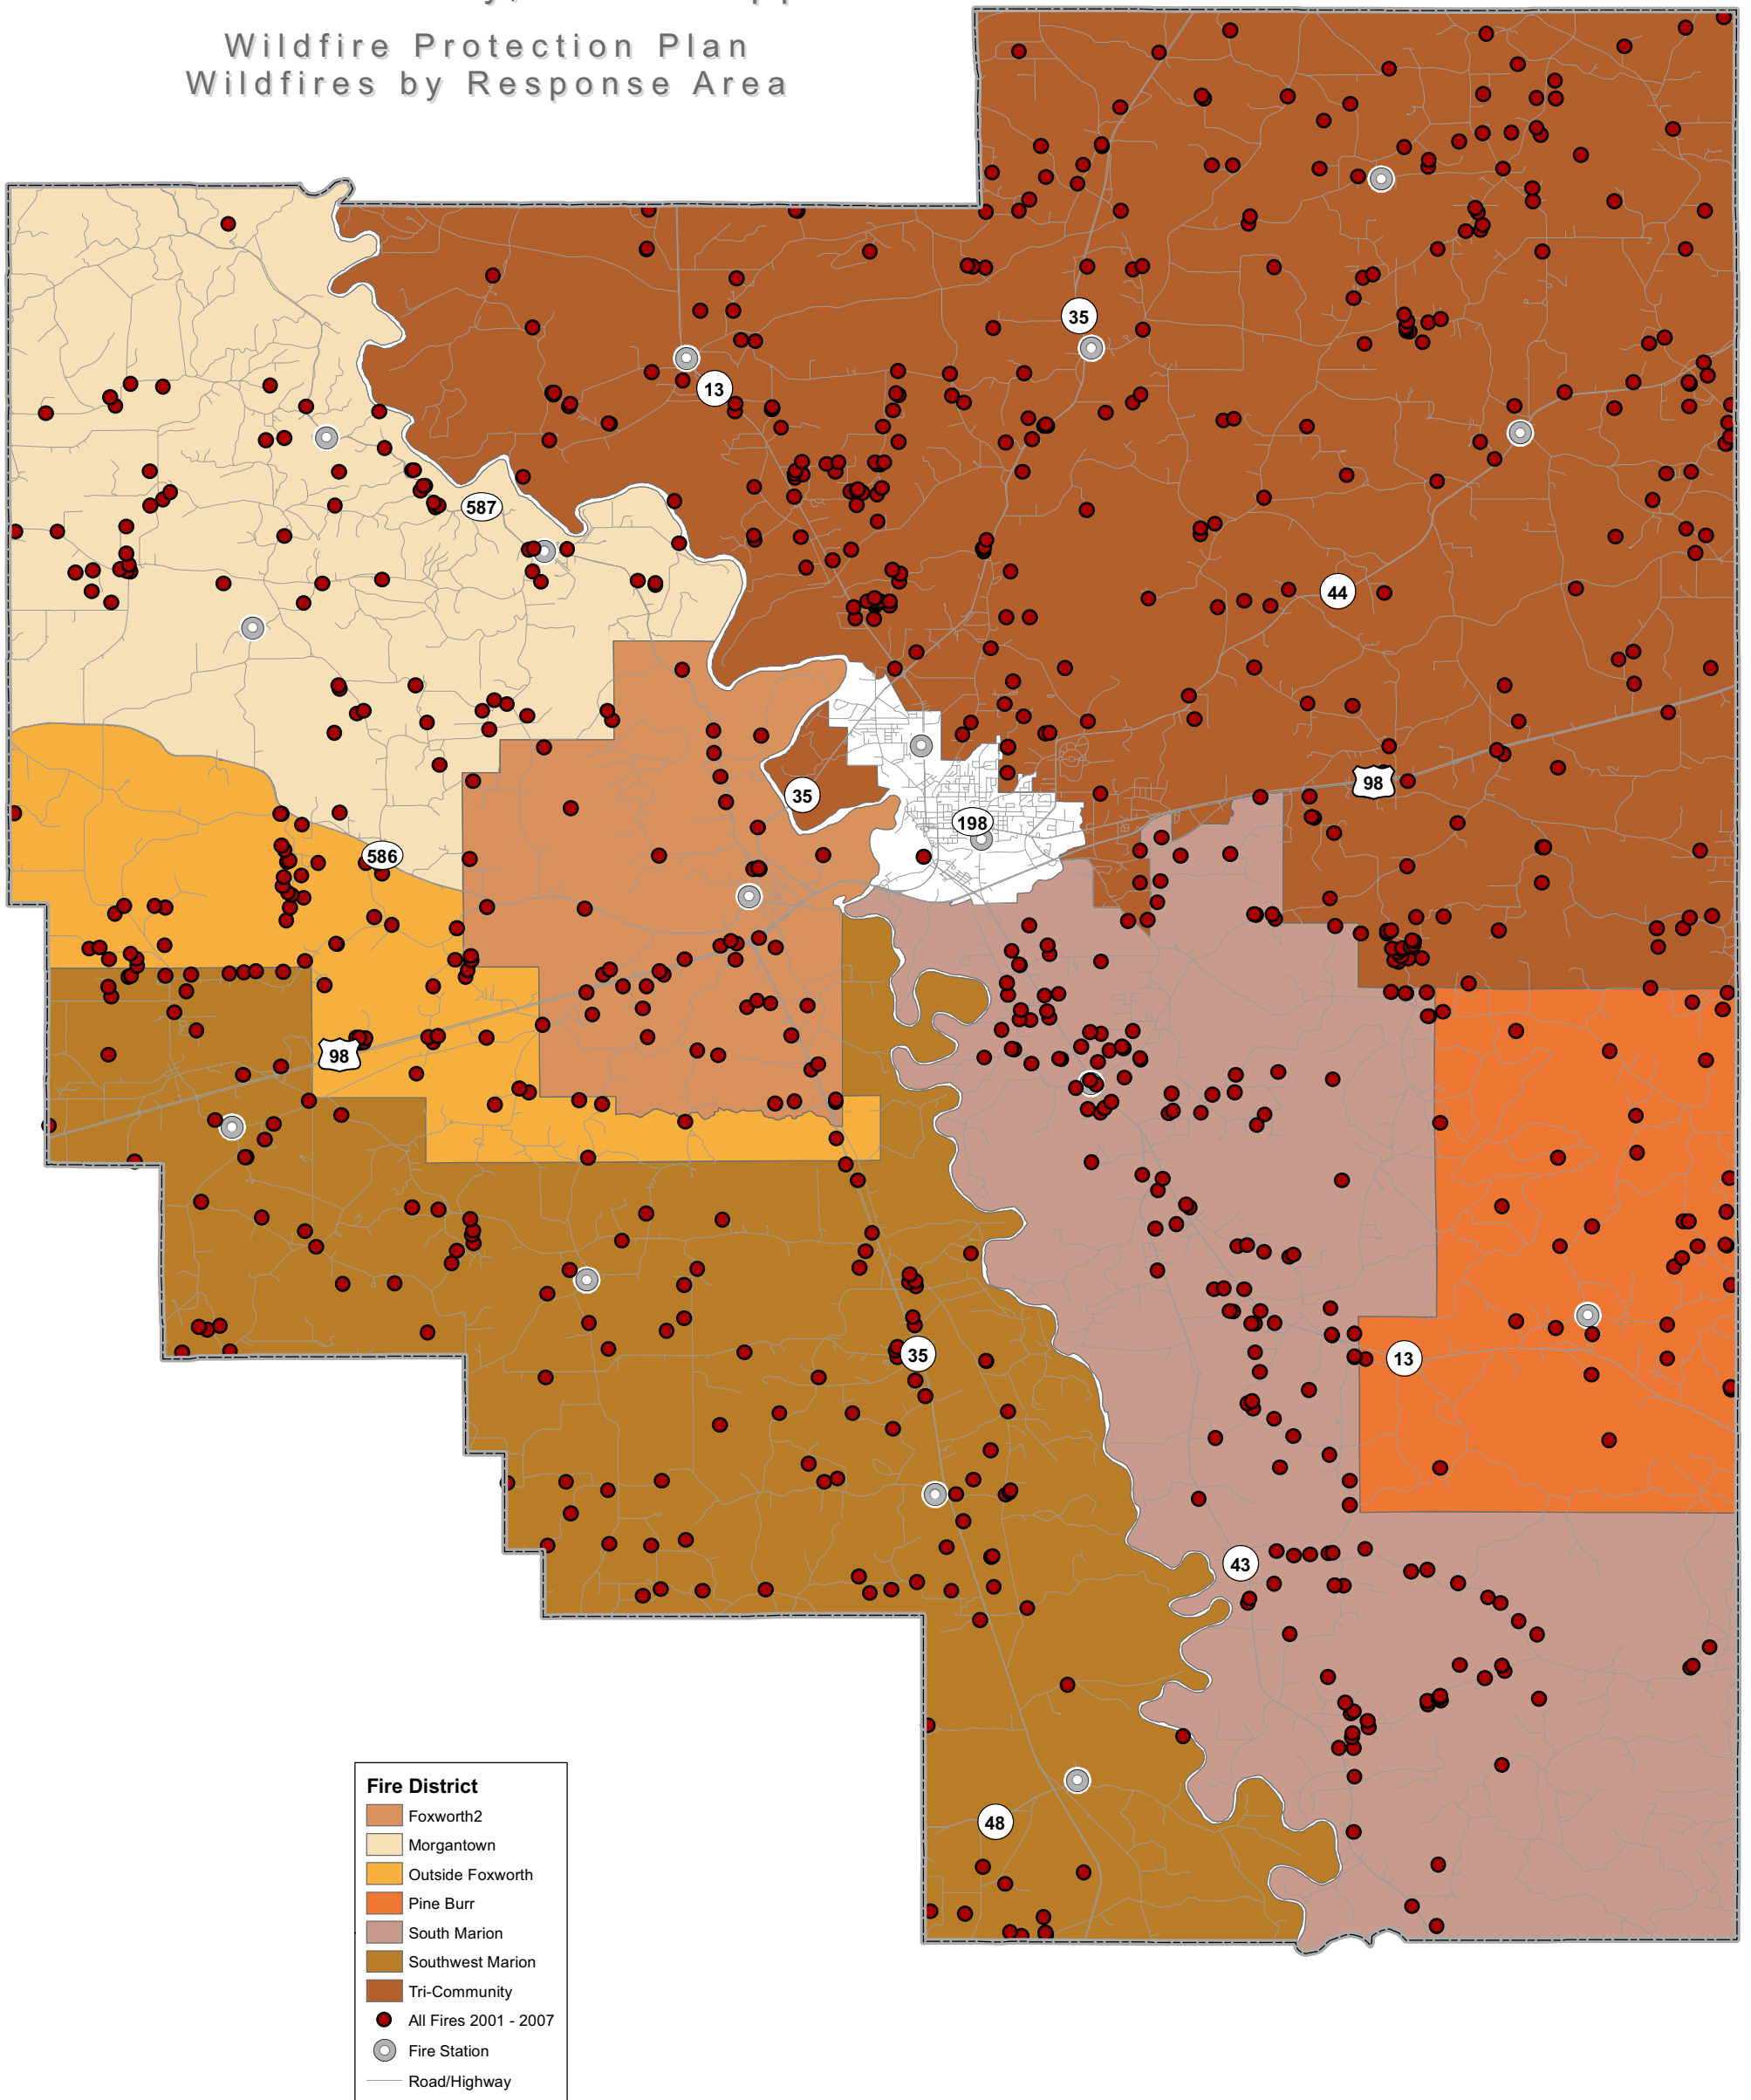 Wildfire Protection Plan
Wildfires by Response Area
35
13
587
44
98
35
198
586
98
35
13
43
48
Fire District
Foxworth2
Morgantown
Outside Foxworth
Pine Burr
South Marion
Southwest Marion
Tri-Community
All Fires 2001 - 2007
Fire Station
Road/Highway